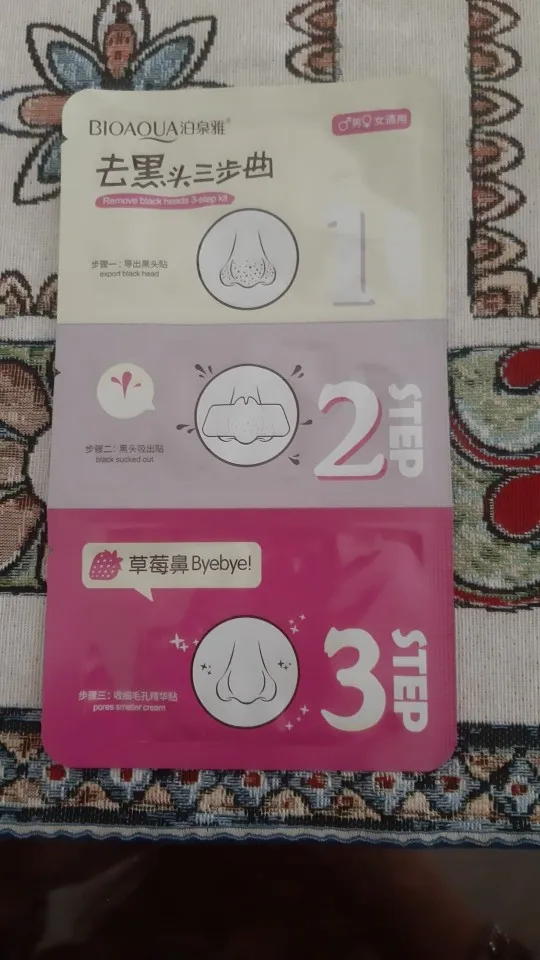 BIOAQUA泊泉雅®
♂男♀女适用
去黑头三步曲
Remove black heads 3-step kit
步骤一：导出黑头贴
export black head
1
步骤二：黑头吸出贴
black sucked out
2 STEP
草莓鼻Byebye!
步骤三：收缩毛孔精华贴
pores smaller cream
3 STEP